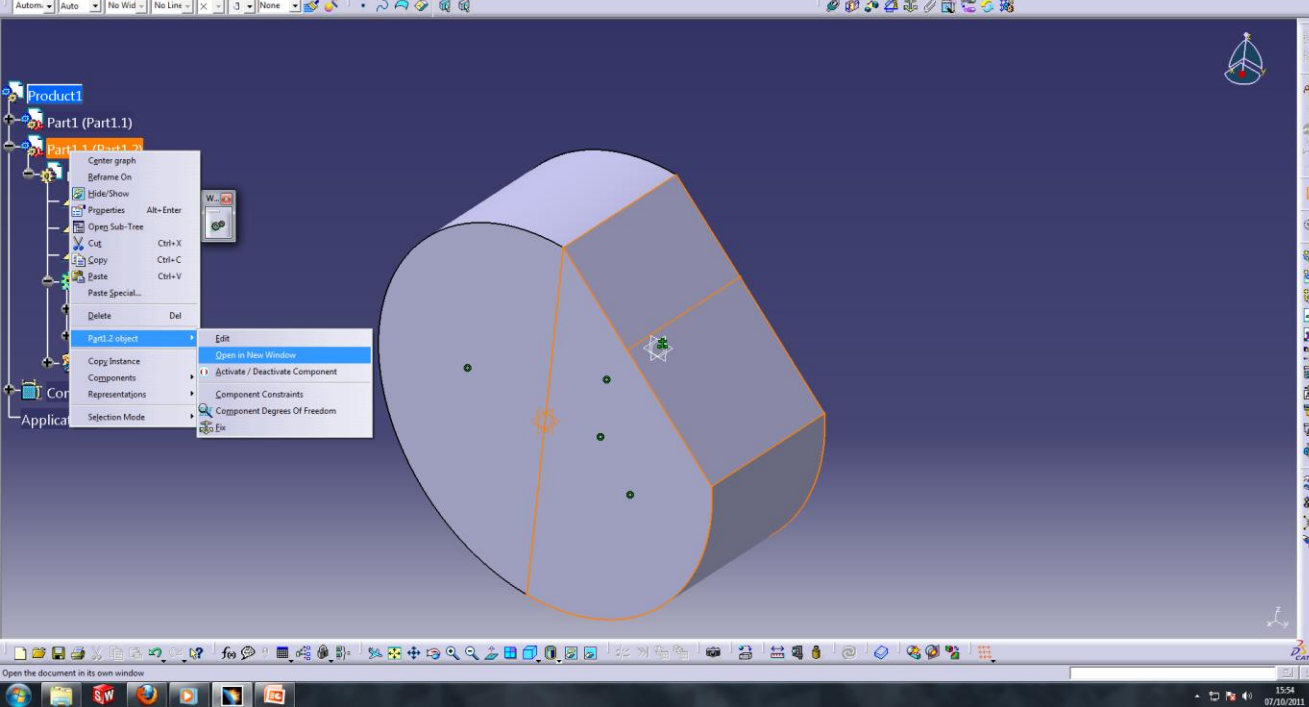 Autom. Auto No Wid No Line 3 None
Product1
Part1 (Part1.1)
Part1.1 (Part1.2)
Center graph
Reframe On
Hide/Show
Properties Alt+Enter
Open Sub-Tree
Cut Ctrl+X
Copy Ctrl+C
Paste Ctrl+V
Paste Special...
Delete Del
Part1.2 object
Copy Instance
Components
Representations
Selection Mode
W...
Edit
Open in New Window
Activate / Deactivate Component
Component Constraints
Component Degrees Of Freedom
Fix
Con
Applica
f(x)
Open the document in its own window
SW
15:54
07/10/2011